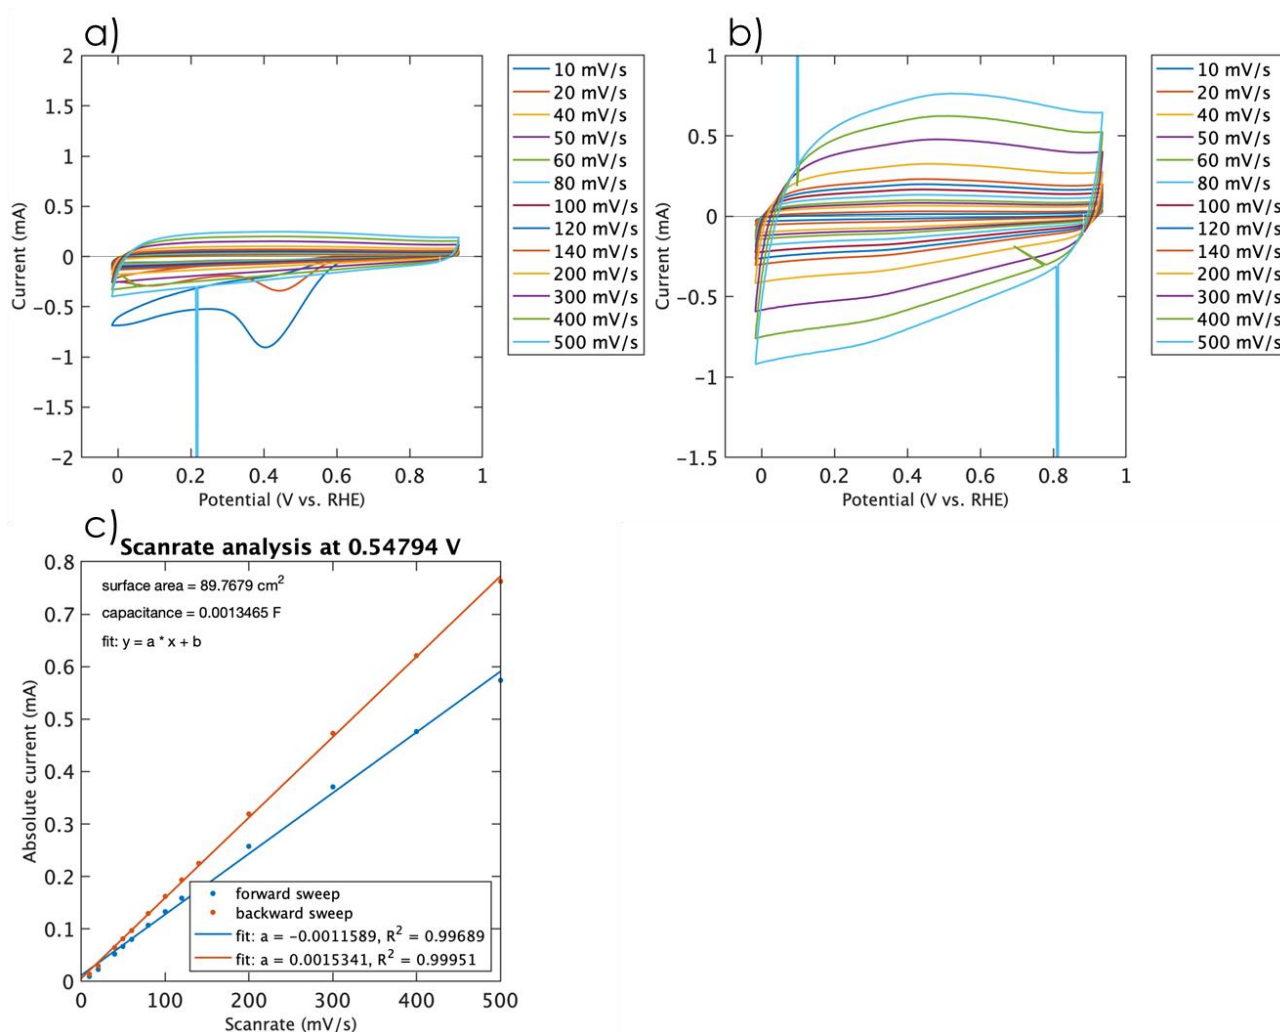 a)
2
1.5
1
0.5
0
−0.5
−1
−1.5
−2
0
0.2
0.4
0.6
0.8
1
Current (mA)
Potential (V vs. RHE)
10 mV/s
20 mV/s
40 mV/s
50 mV/s
60 mV/s
80 mV/s
100 mV/s
120 mV/s
140 mV/s
200 mV/s
300 mV/s
400 mV/s
500 mV/s
b)
1
0.5
0
−0.5
−1
−1.5
0
0.2
0.4
0.6
0.8
1
Current (mA)
Potential (V vs. RHE)
10 mV/s
20 mV/s
40 mV/s
50 mV/s
60 mV/s
80 mV/s
100 mV/s
120 mV/s
140 mV/s
200 mV/s
300 mV/s
400 mV/s
500 mV/s
c)
Scanrate analysis at 0.54794 V
surface area = 89.7679 cm²
capacitance = 0.0013465 F
fit: y = a * x + b
0.8
0.7
0.6
0.5
0.4
0.3
0.2
0.1
0
0
100
200
300
400
500
Absolute current (mA)
Scanrate (mV/s)
forward sweep
backward sweep
fit: a = −0.0011589, R² = 0.99689
fit: a = 0.0015341, R² = 0.99951